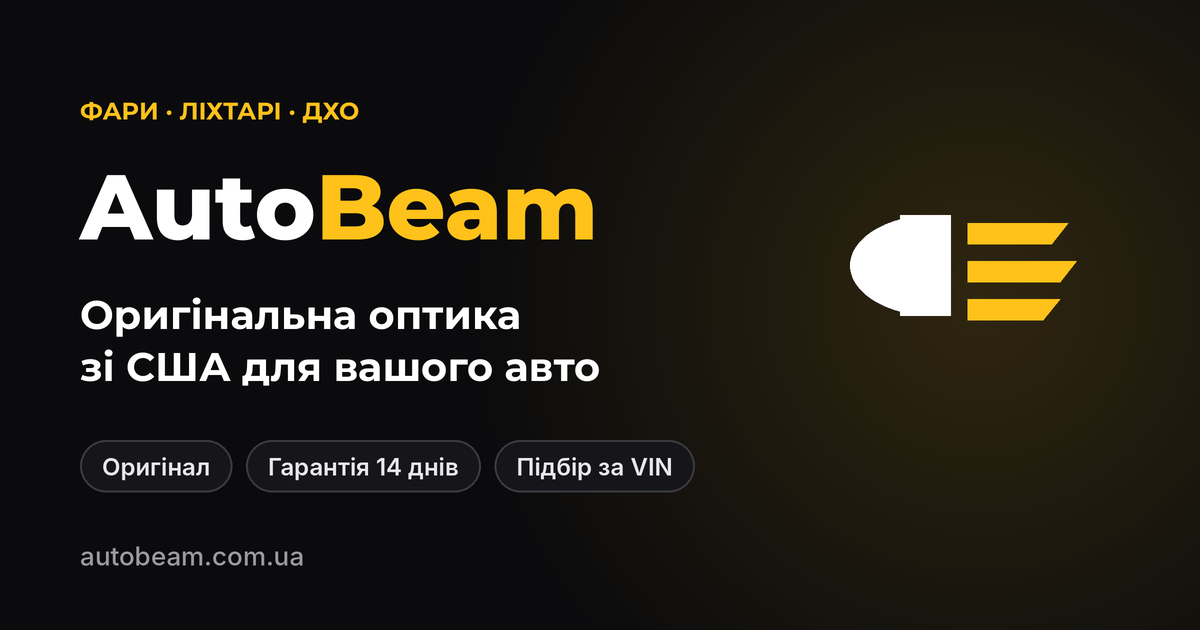 ФАРИ · ЛІХТАРІ · ДХО
AutoBeam
Оригінальна оптика
зі США для вашого авто
Оригінал Гарантія 14 днів Підбір за VIN
autobeam.com.ua